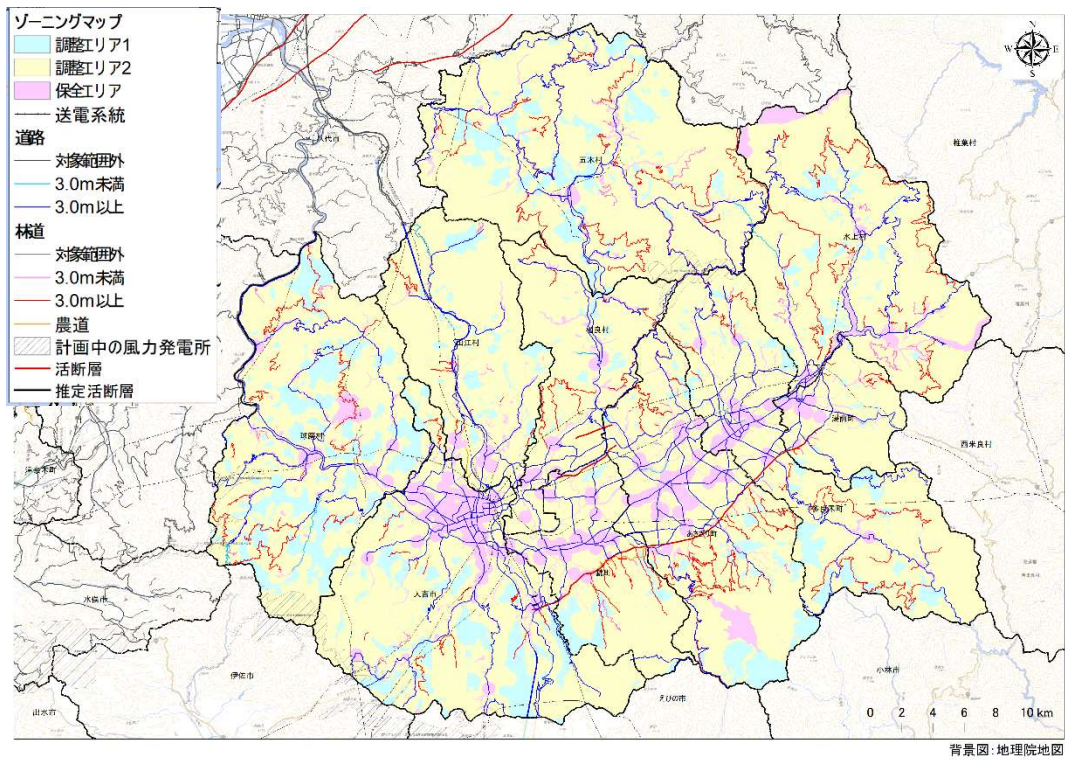 ゾーニングマップ
調整エリア1
調整エリア2
保全エリア
送電系統
道路
対象範囲外
3.0m未満
3.0m以上
林道
対象範囲外
3.0m未満
3.0m以上
農道
計画中の風力発電所
活断層
推定活断層
N
W E
S
八代市
椎葉村
五木村
水上村
相良村
山江村
湯前町
球磨村
西米良村
多良木町
あさぎり町
錦町
人吉市
水俣市
伊佐市
小林市
えびの市
出水市
0 2 4 6 8 10 km
背景図:地理院地図